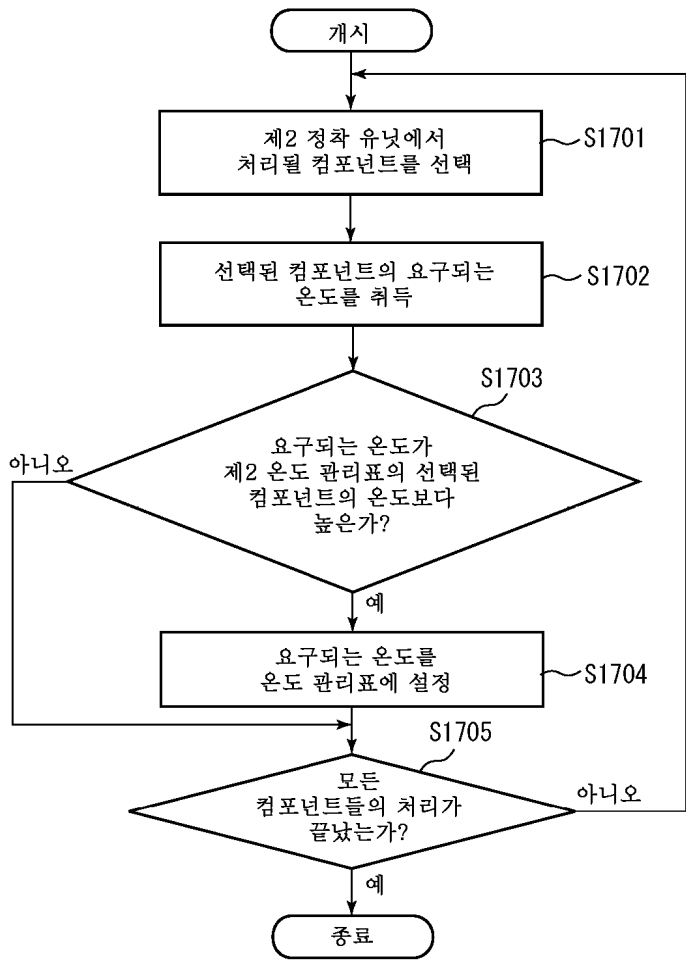 개시
제2 정착 유닛에서
처리될 컴포넌트를 선택
S1701
선택된 컴포넌트의 요구되는
온도를 취득
S1702
S1703
요구되는 온도가
제2 온도 관리표의 선택된
컴포넌트의 온도보다
높은가?
아니오
예
요구되는 온도를
온도 관리표에 설정
S1704
S1705
모든
컴포넌트들의 처리가
끝났는가?
아니오
예
종료